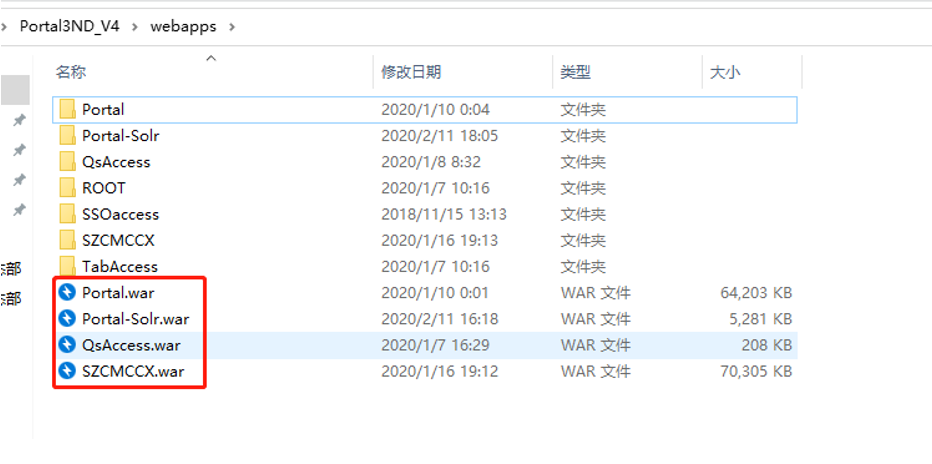 Portal3ND_V4 › webapps ›
名称 修改日期 类型 大小
Portal 2020/1/10 0:04 文件夹
Portal-Solr 2020/2/11 18:05 文件夹
QsAccess 2020/1/8 8:32 文件夹
ROOT 2020/1/7 10:16 文件夹
SSOaccess 2018/11/15 13:13 文件夹
SZCMCCX 2020/1/16 19:13 文件夹
TabAccess 2020/1/7 10:16 文件夹
部
Portal.war 2020/1/10 0:01 WAR 文件 64,203 KB
部
Portal-Solr.war 2020/2/11 16:18 WAR 文件 5,281 KB
QsAccess.war 2020/1/7 16:29 WAR 文件 208 KB
SZCMCCX.war 2020/1/16 19:12 WAR 文件 70,305 KB